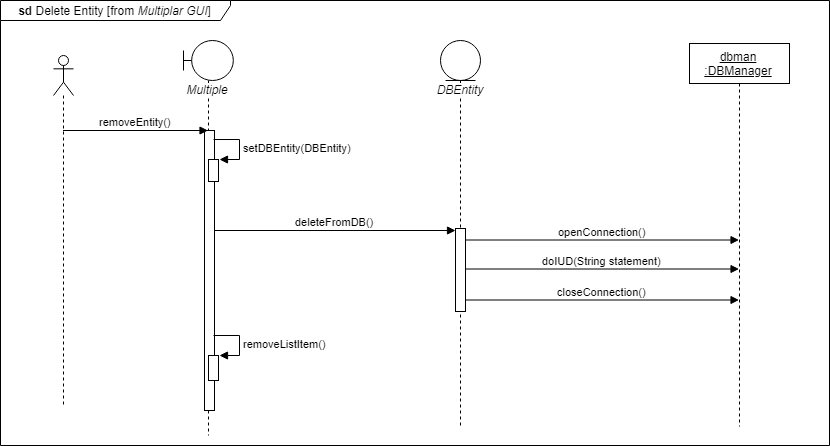 sd Delete Entity [from Multiplar GUI]
Multiple
DBEntity
dbman
:DBManager
removeEntity()
setDBEntity(DBEntity)
deleteFromDB()
openConnection()
doIUD(String statement)
closeConnection()
removeListItem()